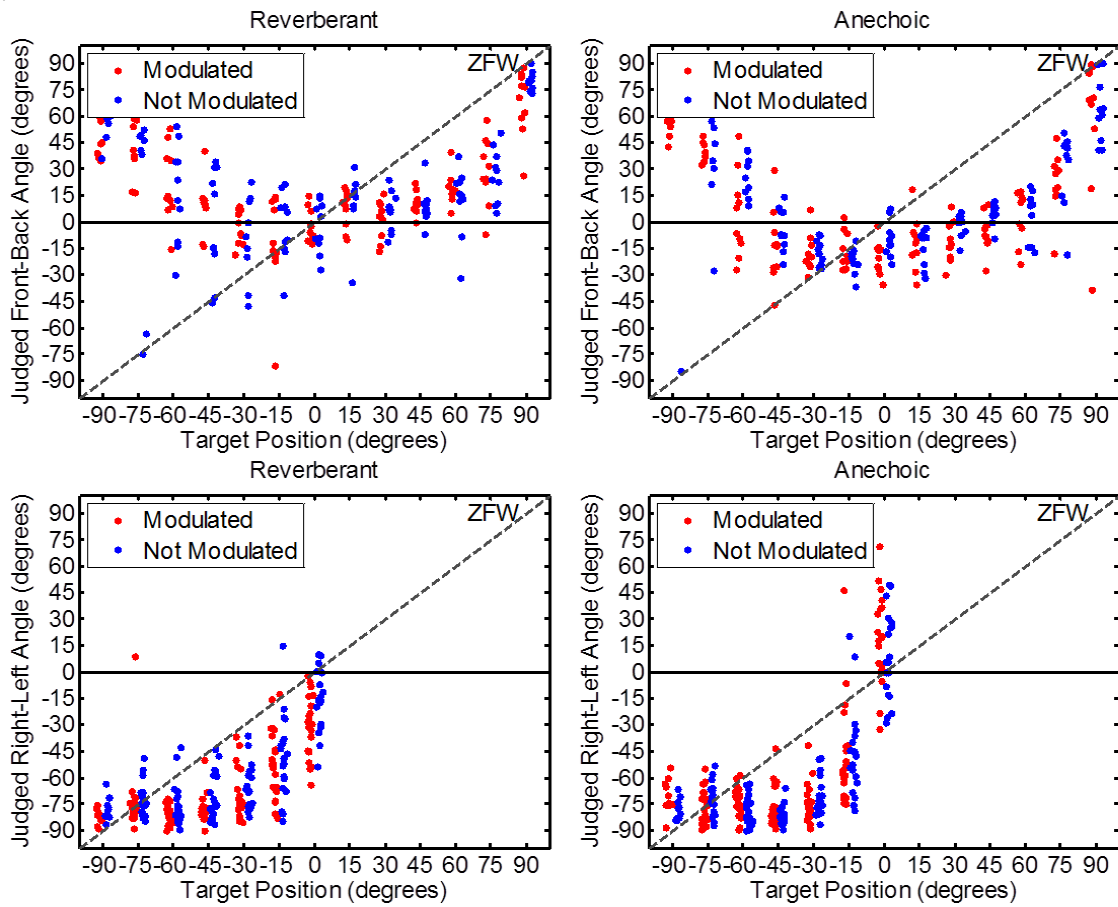 Reverberant
Judged Front-Back Angle (degrees)
90
75
60
45
30
15
0
-15
-30
-45
-60
-75
-90
Modulated
Not Modulated
ZFW
-90 -75 -60 -45 -30 -15 0 15 30 45 60 75 90
Target Position (degrees)
Anechoic
Judged Front-Back Angle (degrees)
90
75
60
45
30
15
0
-15
-30
-45
-60
-75
-90
Modulated
Not Modulated
ZFW
-90 -75 -60 -45 -30 -15 0 15 30 45 60 75 90
Target Position (degrees)
Reverberant
Judged Right-Left Angle (degrees)
90
75
60
45
30
15
0
-15
-30
-45
-60
-75
-90
Modulated
Not Modulated
ZFW
-90 -75 -60 -45 -30 -15 0 15 30 45 60 75 90
Target Position (degrees)
Anechoic
Judged Right-Left Angle (degrees)
90
75
60
45
30
15
0
-15
-30
-45
-60
-75
-90
Modulated
Not Modulated
ZFW
-90 -75 -60 -45 -30 -15 0 15 30 45 60 75 90
Target Position (degrees)